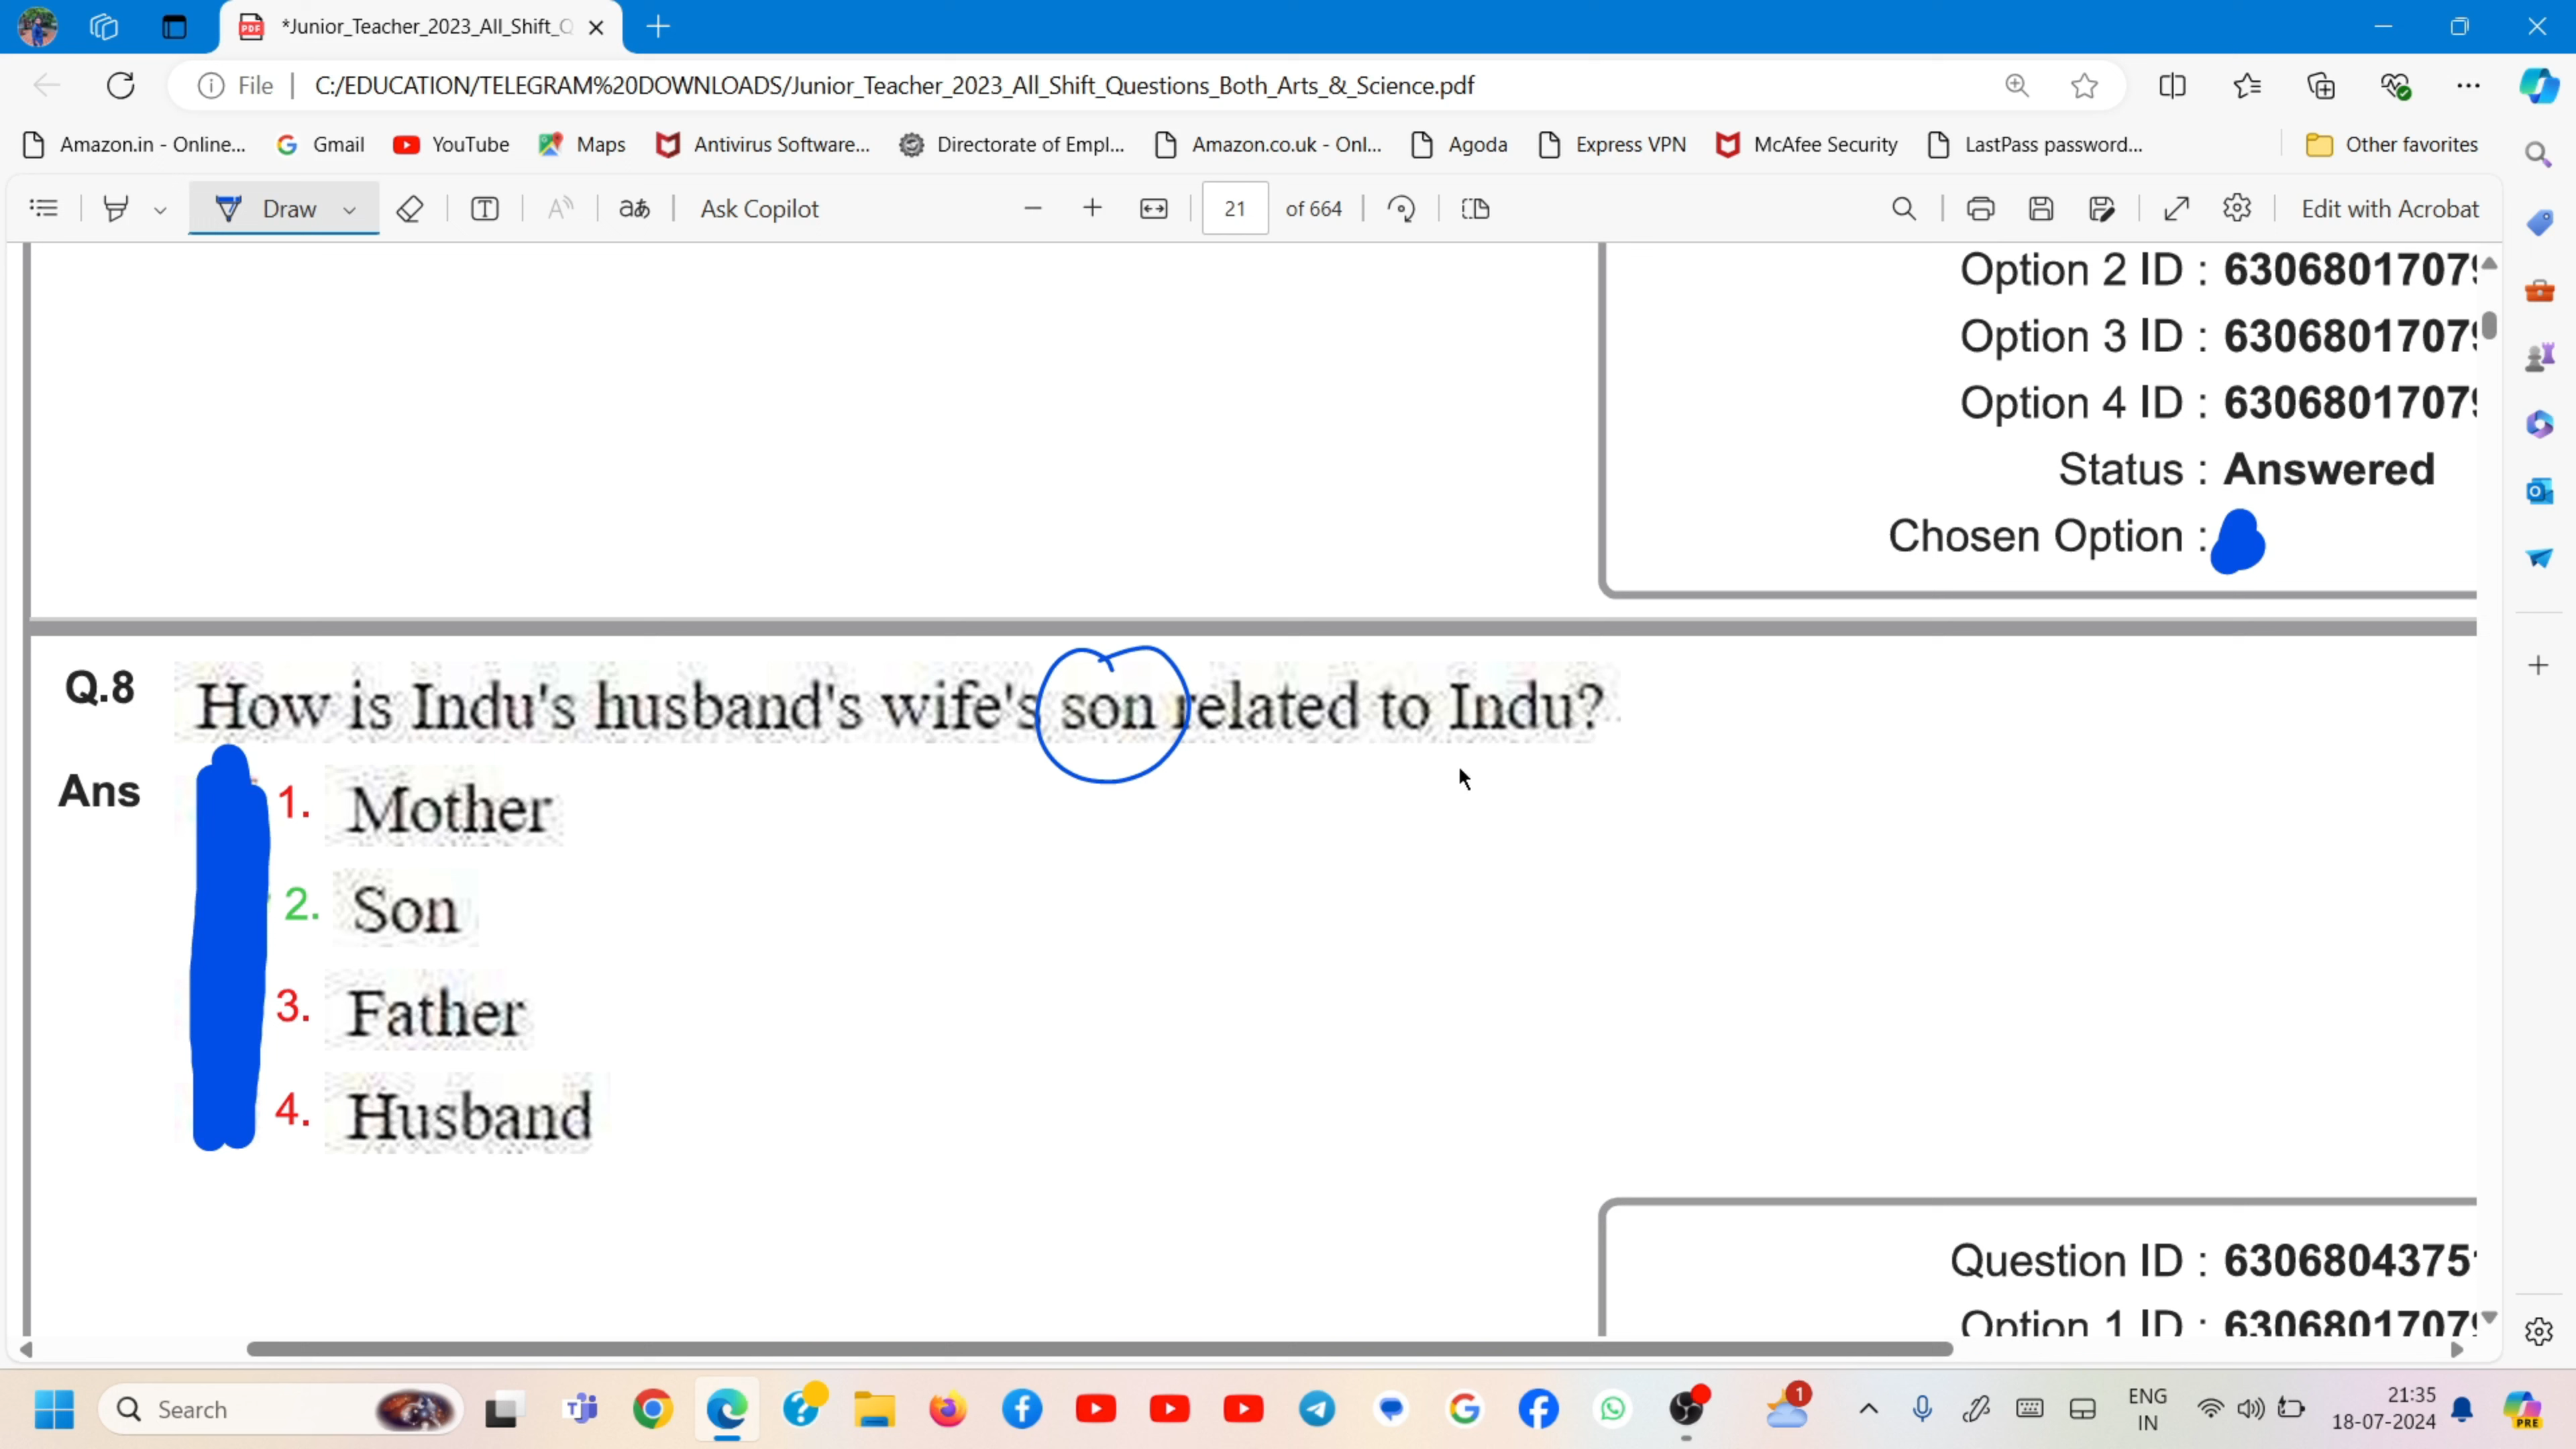 *Junior_Teacher_2023_All_Shift_Q
File | C:/EDUCATION/TELEGRAM%20DOWNLOADS/Junior_Teacher_2023_All_Shift_Questions_Both_Arts_&_Science.pdf
Amazon.in - Online... Gmail YouTube Maps Antivirus Software... Directorate of Empl... Amazon.co.uk - Onl... Agoda Express VPN McAfee Security LastPass password... Other favorites
Draw aあ Ask Copilot 21 of 664 Edit with Acrobat
Option 2 ID : 6306801707
Option 3 ID : 6306801707
Option 4 ID : 6306801707
Status : Answered
Chosen Option :
Q.8 How is Indu's husband's wife's son related to Indu?
Ans 1. Mother
2. Son
3. Father
4. Husband
Question ID : 6306804375
Option 1 ID : 6306801707
Search
1
ENG
IN
21:35
18-07-2024
PRE